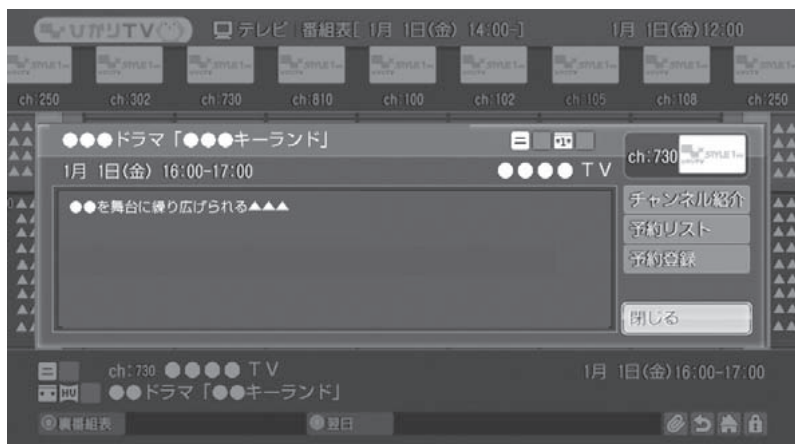 ひかりTV テレビ 番組表[ 1月 1日(金) 14:00-] 1月 1日(金)12:00
ch:250 ch:302 ch:730 ch:810 ch:100 ch:102 ch:105 ch:108 ch:250
●●●ドラマ「●●●キーランド」
1月 1日(金) 16:00-17:00 ●●●● TV
●●を舞台に繰り広げられる▲▲▲
ch:730
チャンネル紹介
予約リスト
予約登録
閉じる
ch:730 ●●●● TV 1月 1日(金)16:00-17:00
HU ●●ドラマ「●●キーランド」
裏番組表 翌日